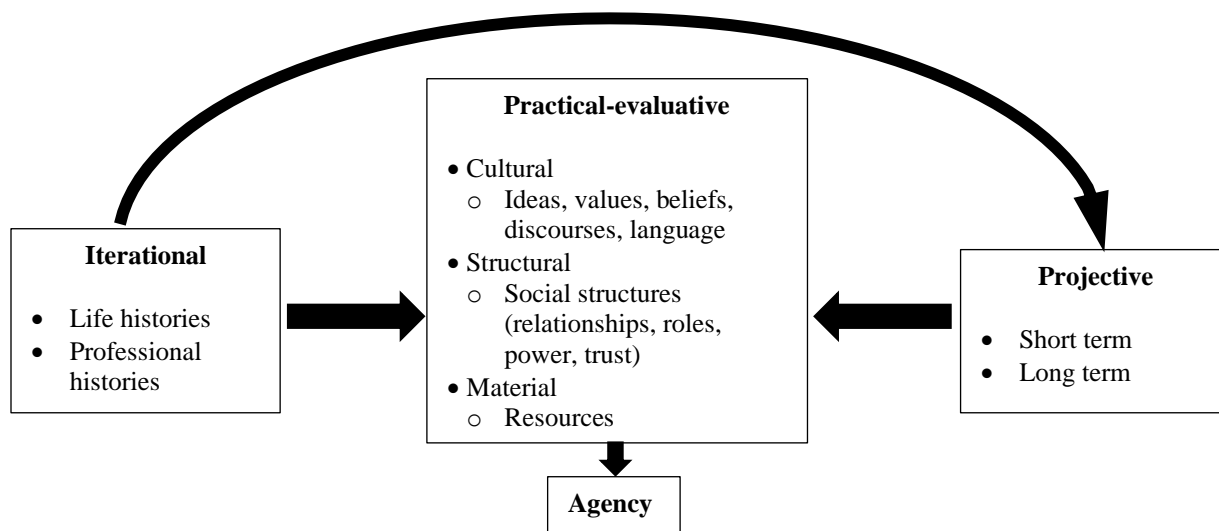 Iterational
• Life histories
• Professional
histories
Practical-evaluative
• Cultural
o Ideas, values, beliefs,
discourses, language
• Structural
o Social structures
(relationships, roles,
power, trust)
• Material
o Resources
Projective
• Short term
• Long term
Agency